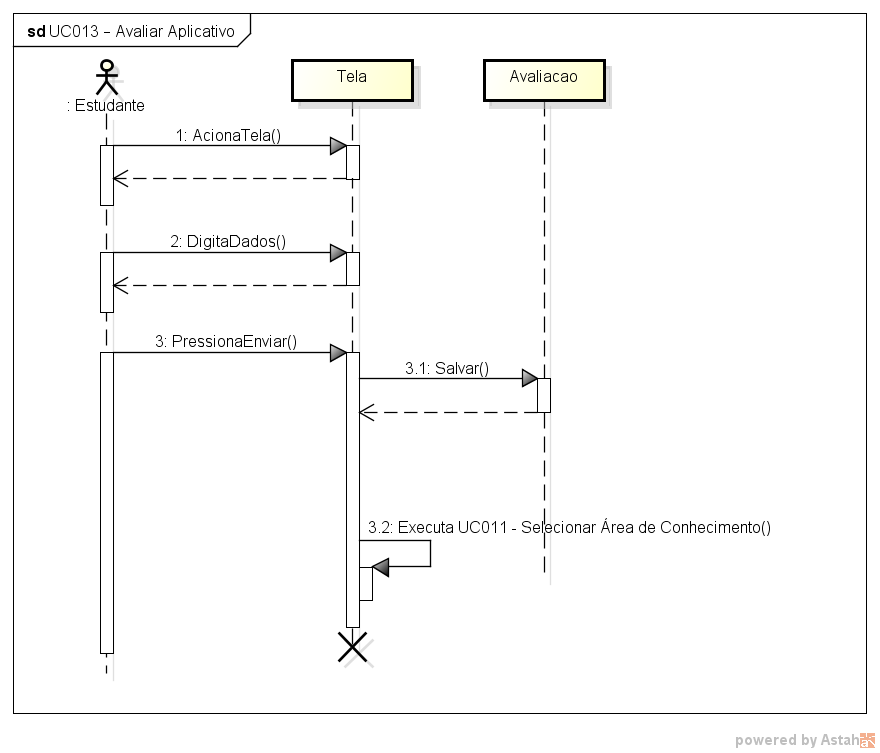 sd UC013 - Avaliar Aplicativo
: Estudante
Tela
Avaliacao
1: AcionaTela()
2: DigitaDados()
3: PressionaEnviar()
3.1: Salvar()
3.2: Executa UC011 - Selecionar Área de Conhecimento()
powered by Astah